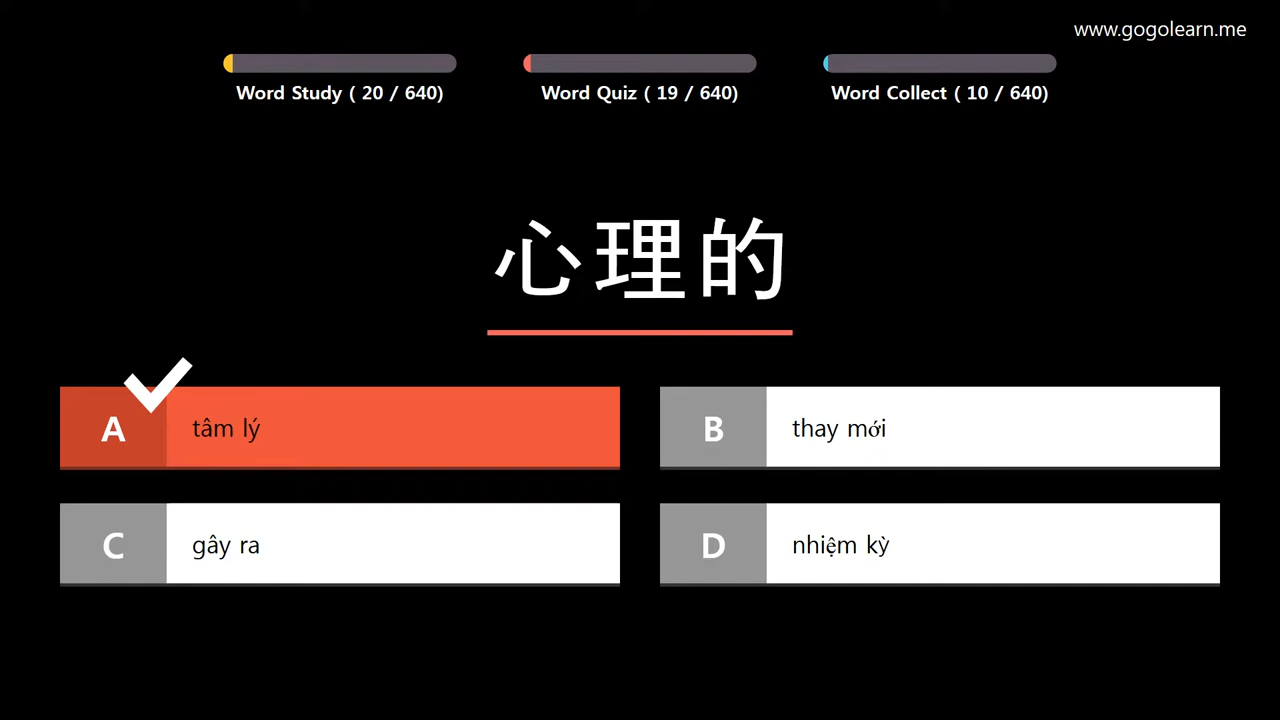 www.gogolearn.me
Word Study ( 20 / 640)
Word Quiz ( 19 / 640)
Word Collect ( 10 / 640)
心理的
A tâm lý
B thay mới
C gây ra
D nhiệm kỳ